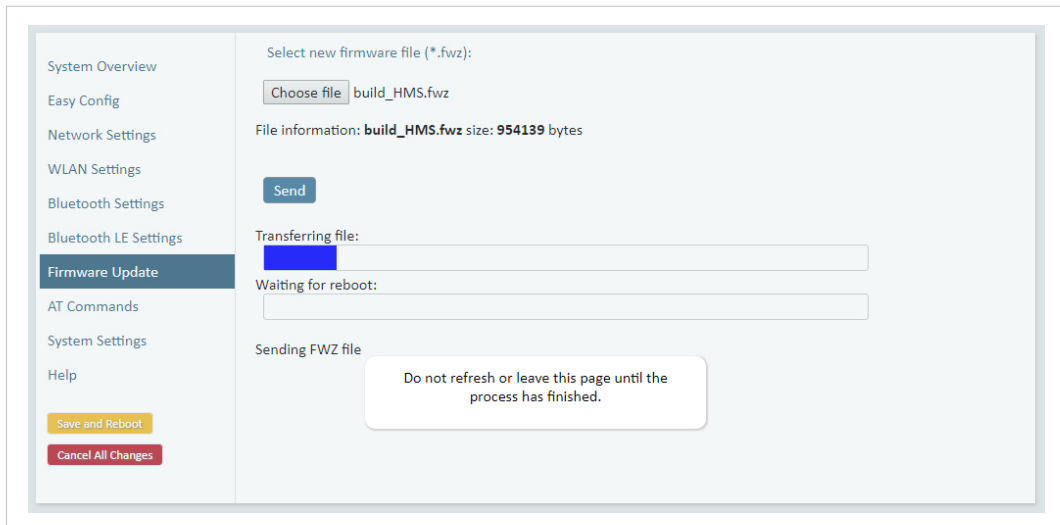 System Overview
Easy Config
Network Settings
WLAN Settings
Bluetooth Settings
Bluetooth LE Settings
Firmware Update
AT Commands
System Settings
Help
Save and Reboot
Cancel All Changes
Select new firmware file (*.fwz):
Choose file build_HMS.fwz
File information: build_HMS.fwz size: 954139 bytes
Send
Transferring file:
Waiting for reboot:
Sending FWZ file
Do not refresh or leave this page until the
process has finished.